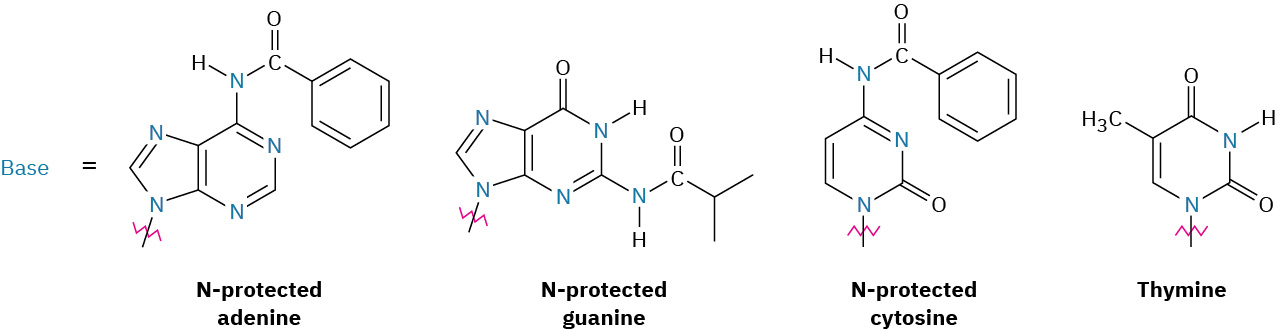 Base =
O
H
N
C
N
N
N
N
O
N
N
H
N
N
O
C
N
H
O
H
N
C
N
N
O
O
H₃C
N
H
N
O
N-protected
adenine
N-protected
guanine
N-protected
cytosine
Thymine